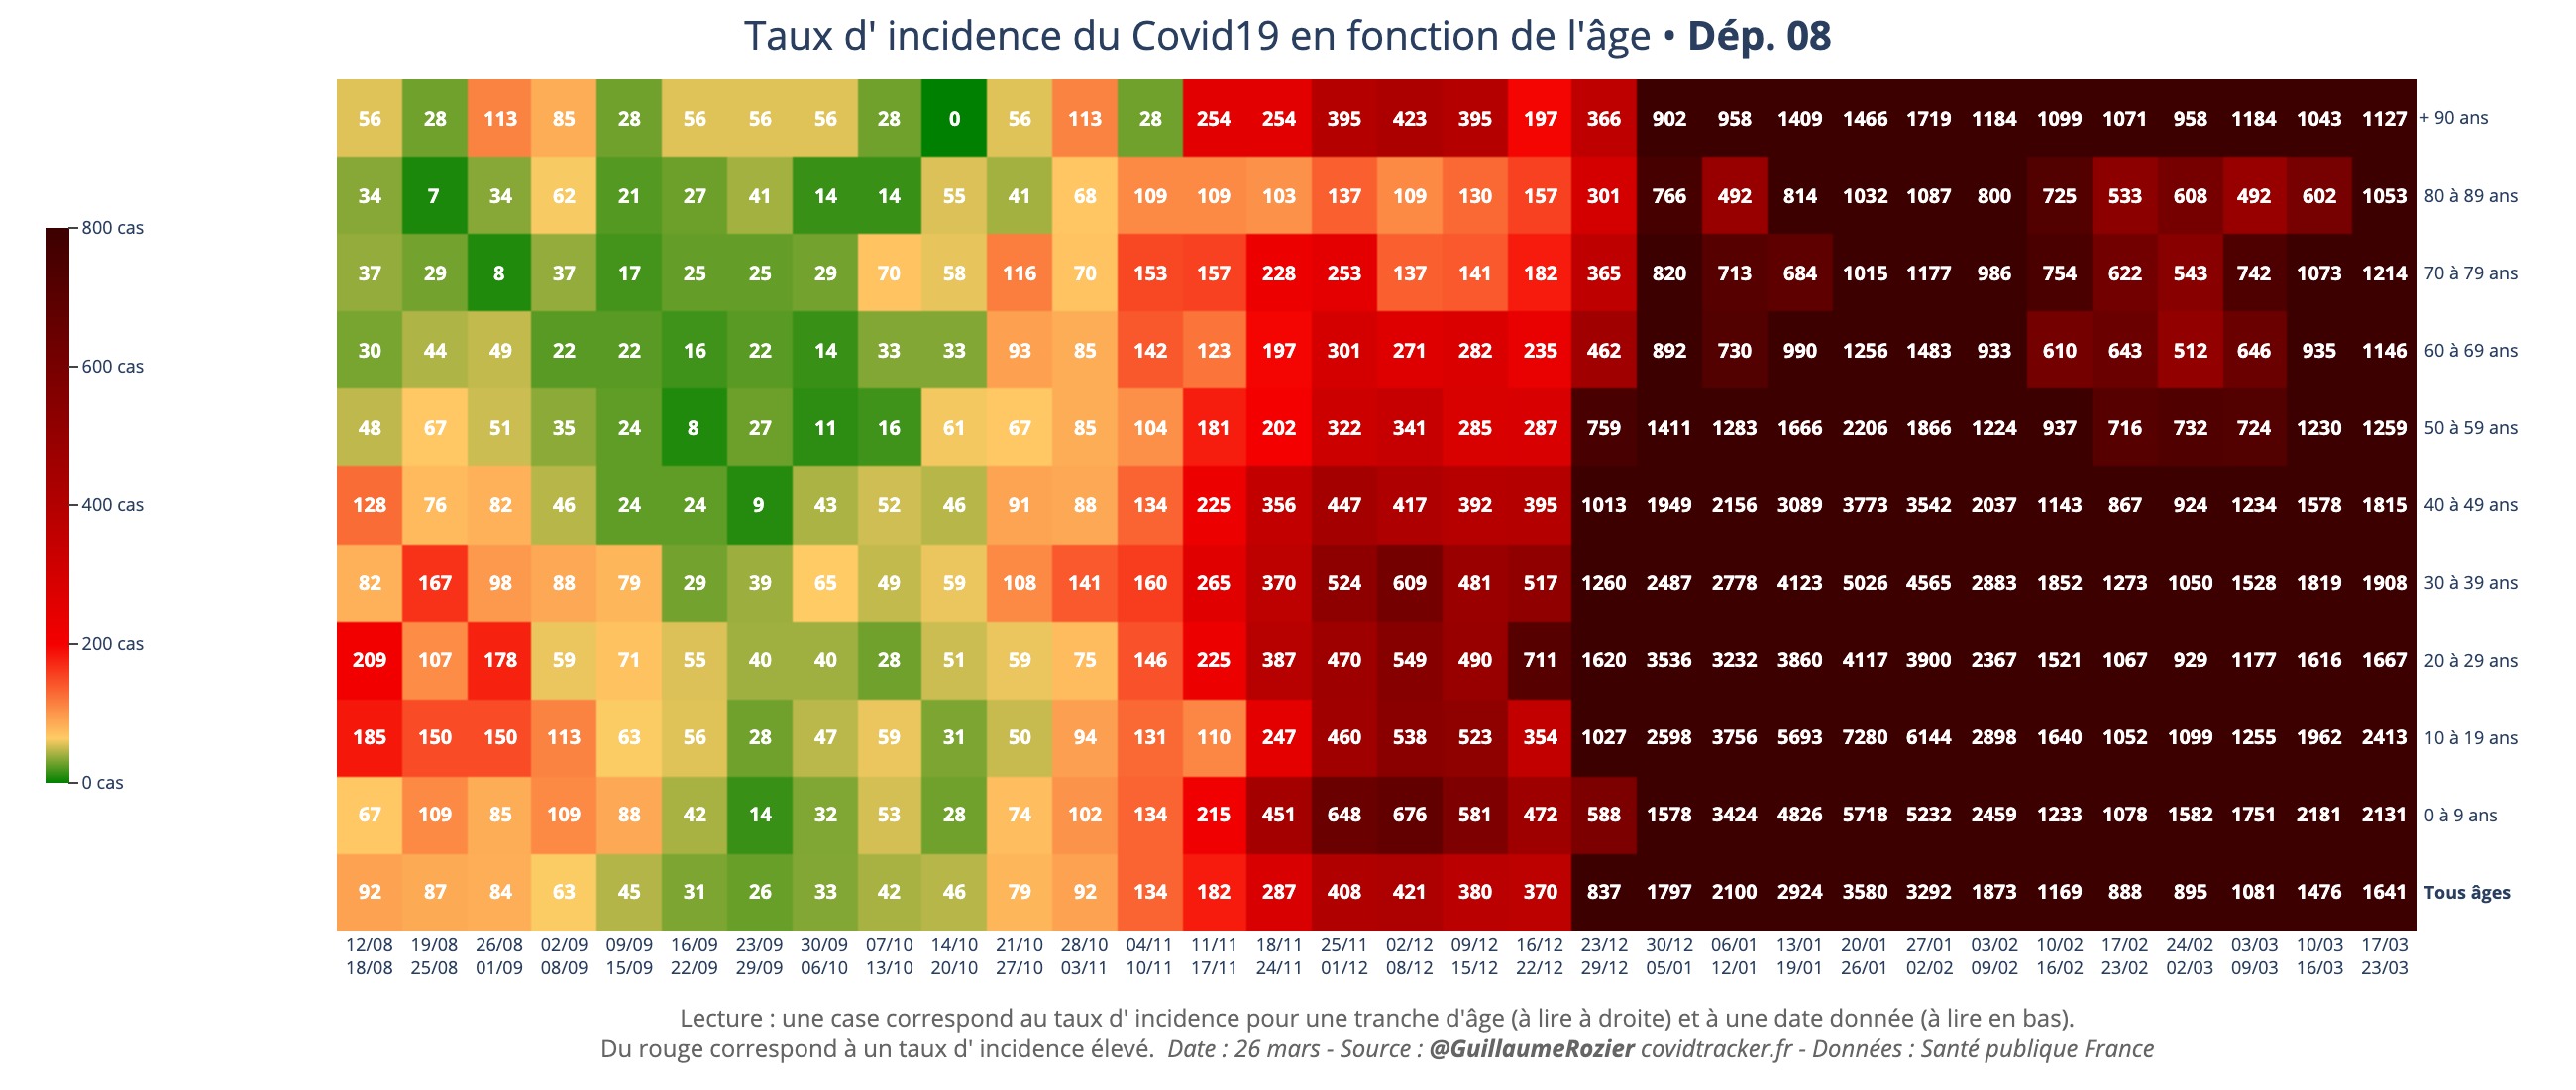 Taux d' incidence du Covid19 en fonction de l'âge • Dép. 08
56 28 113 85 28 56 56 56 28 0 56 113 28 254 254 395 423 395 197 366 902 958 1409 1466 1719 1184 1099 1071 958 1184 1043 1127 + 90 ans
34 7 34 62 21 27 41 14 14 55 41 68 109 109 103 137 109 130 157 301 766 492 814 1032 1087 800 725 533 608 492 602 1053 80 à 89 ans
800 cas
37 29 8 37 17 25 25 29 70 58 116 70 153 157 228 253 137 141 182 365 820 713 684 1015 1177 986 754 622 543 742 1073 1214 70 à 79 ans
30 44 49 22 22 16 22 14 33 33 93 85 142 123 197 301 271 282 235 462 892 730 990 1256 1483 933 610 643 512 646 935 1146 60 à 69 ans
600 cas
48 67 51 35 24 8 27 11 16 61 67 85 104 181 202 322 341 285 287 759 1411 1283 1666 2206 1866 1224 937 716 732 724 1230 1259 50 à 59 ans
400 cas
128 76 82 46 24 24 9 43 52 46 91 88 134 225 356 447 417 392 395 1013 1949 2156 3089 3773 3542 2037 1143 867 924 1234 1578 1815 40 à 49 ans
82 167 98 88 79 29 39 65 49 59 108 141 160 265 370 524 609 481 517 1260 2487 2778 4123 5026 4565 2883 1852 1273 1050 1528 1819 1908 30 à 39 ans
200 cas
209 107 178 59 71 55 40 40 28 51 59 75 146 225 387 470 549 490 711 1620 3536 3232 3860 4117 3900 2367 1521 1067 929 1177 1616 1667 20 à 29 ans
185 150 150 113 63 56 28 47 59 31 50 94 131 110 247 460 538 523 354 1027 2598 3756 5693 7280 6144 2898 1640 1052 1099 1255 1962 2413 10 à 19 ans
0 cas
67 109 85 109 88 42 14 32 53 28 74 102 134 215 451 648 676 581 472 588 1578 3424 4826 5718 5232 2459 1233 1078 1582 1751 2181 2131 0 à 9 ans
92 87 84 63 45 31 26 33 42 46 79 92 134 182 287 408 421 380 370 837 1797 2100 2924 3580 3292 1873 1169 888 895 1081 1476 1641 Tous âges
12/08 19/08 26/08 02/09 09/09 16/09 23/09 30/09 07/10 14/10 21/10 28/10 04/11 11/11 18/11 25/11 02/12 09/12 16/12 23/12 30/12 06/01 13/01 20/01 27/01 03/02 10/02 17/02 24/02 03/03 10/03 17/03
18/08 25/08 01/09 08/09 15/09 22/09 29/09 06/10 13/10 20/10 27/10 03/11 10/11 17/11 24/11 01/12 08/12 15/12 22/12 29/12 05/01 12/01 19/01 26/01 02/02 09/02 16/02 23/02 02/03 09/03 16/03 23/03
Lecture : une case correspond au taux d' incidence pour une tranche d'âge (à lire à droite) et à une date donnée (à lire en bas).
Du rouge correspond à un taux d' incidence élevé. Date : 26 mars - Source : @GuillaumeRozier covidtracker.fr - Données : Santé publique France